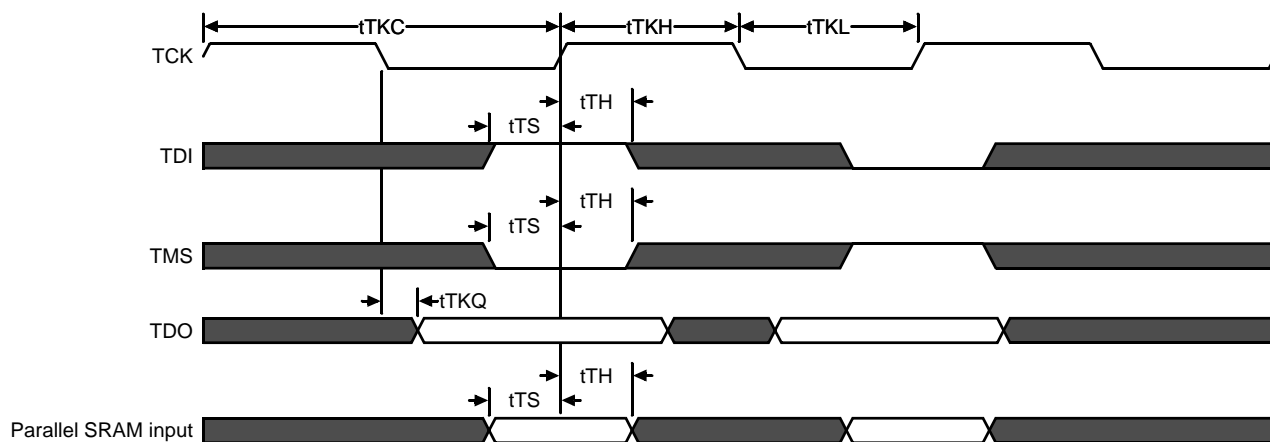 tTKC tTKH tTKL
TCK
tTH
tTS
TDI
tTH
tTS
TMS
tTKQ
TDO
tTH
tTS
Parallel SRAM input